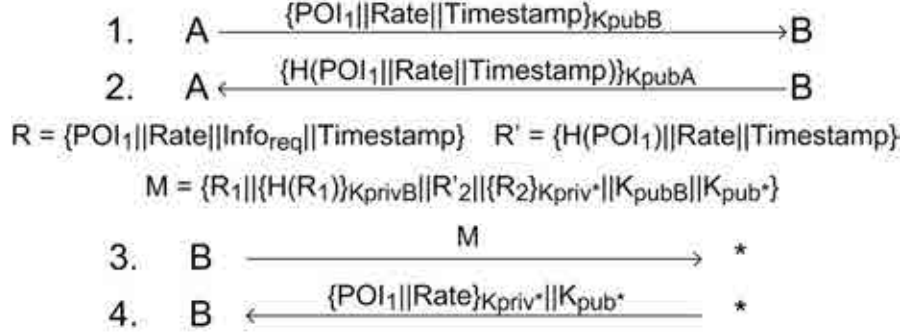 {POI₁||Rate||Timestamp}KpubB
1. A B
{H(POI₁||Rate||Timestamp)}KpubA
2. A B
R = {POI₁||Rate||Info_req||Timestamp} R' = {H(POI₁)||Rate||Timestamp}
M = {R₁||{H(R₁)}KprivB||R'₂||{R₂}Kpriv*||KpubB||Kpub*}
M
3. B *
{POI₁||Rate}Kpriv*||Kpub*
4. B *